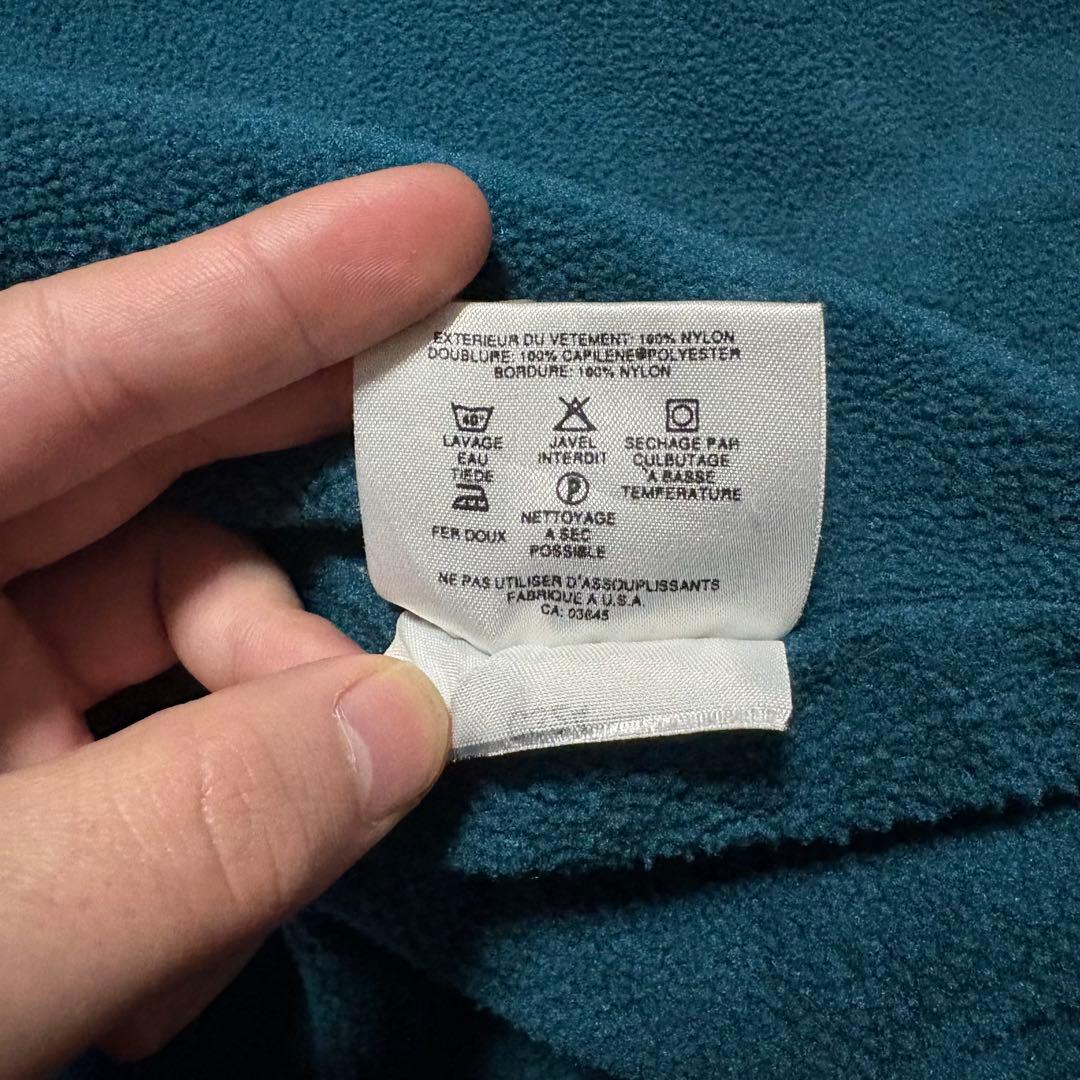 EXTERIEUR DU VETEMENT: 100% NYLON
DOUBLURE: 100% CAPILENE®POLYESTER
BORDURE: 100% NYLON
40°
LAVAGE
EAU
TIEDE
JAVEL
INTERDIT
SECHAGE PAR
CULBUTAGE
A BASSE
TEMPERATURE
FER DOUX
P
NETTOYAGE
A SEC
POSSIBLE
NE PAS UTILISER D'ASSOUPLISSANTS
FABRIQUE A U.S.A.
CA: 03645